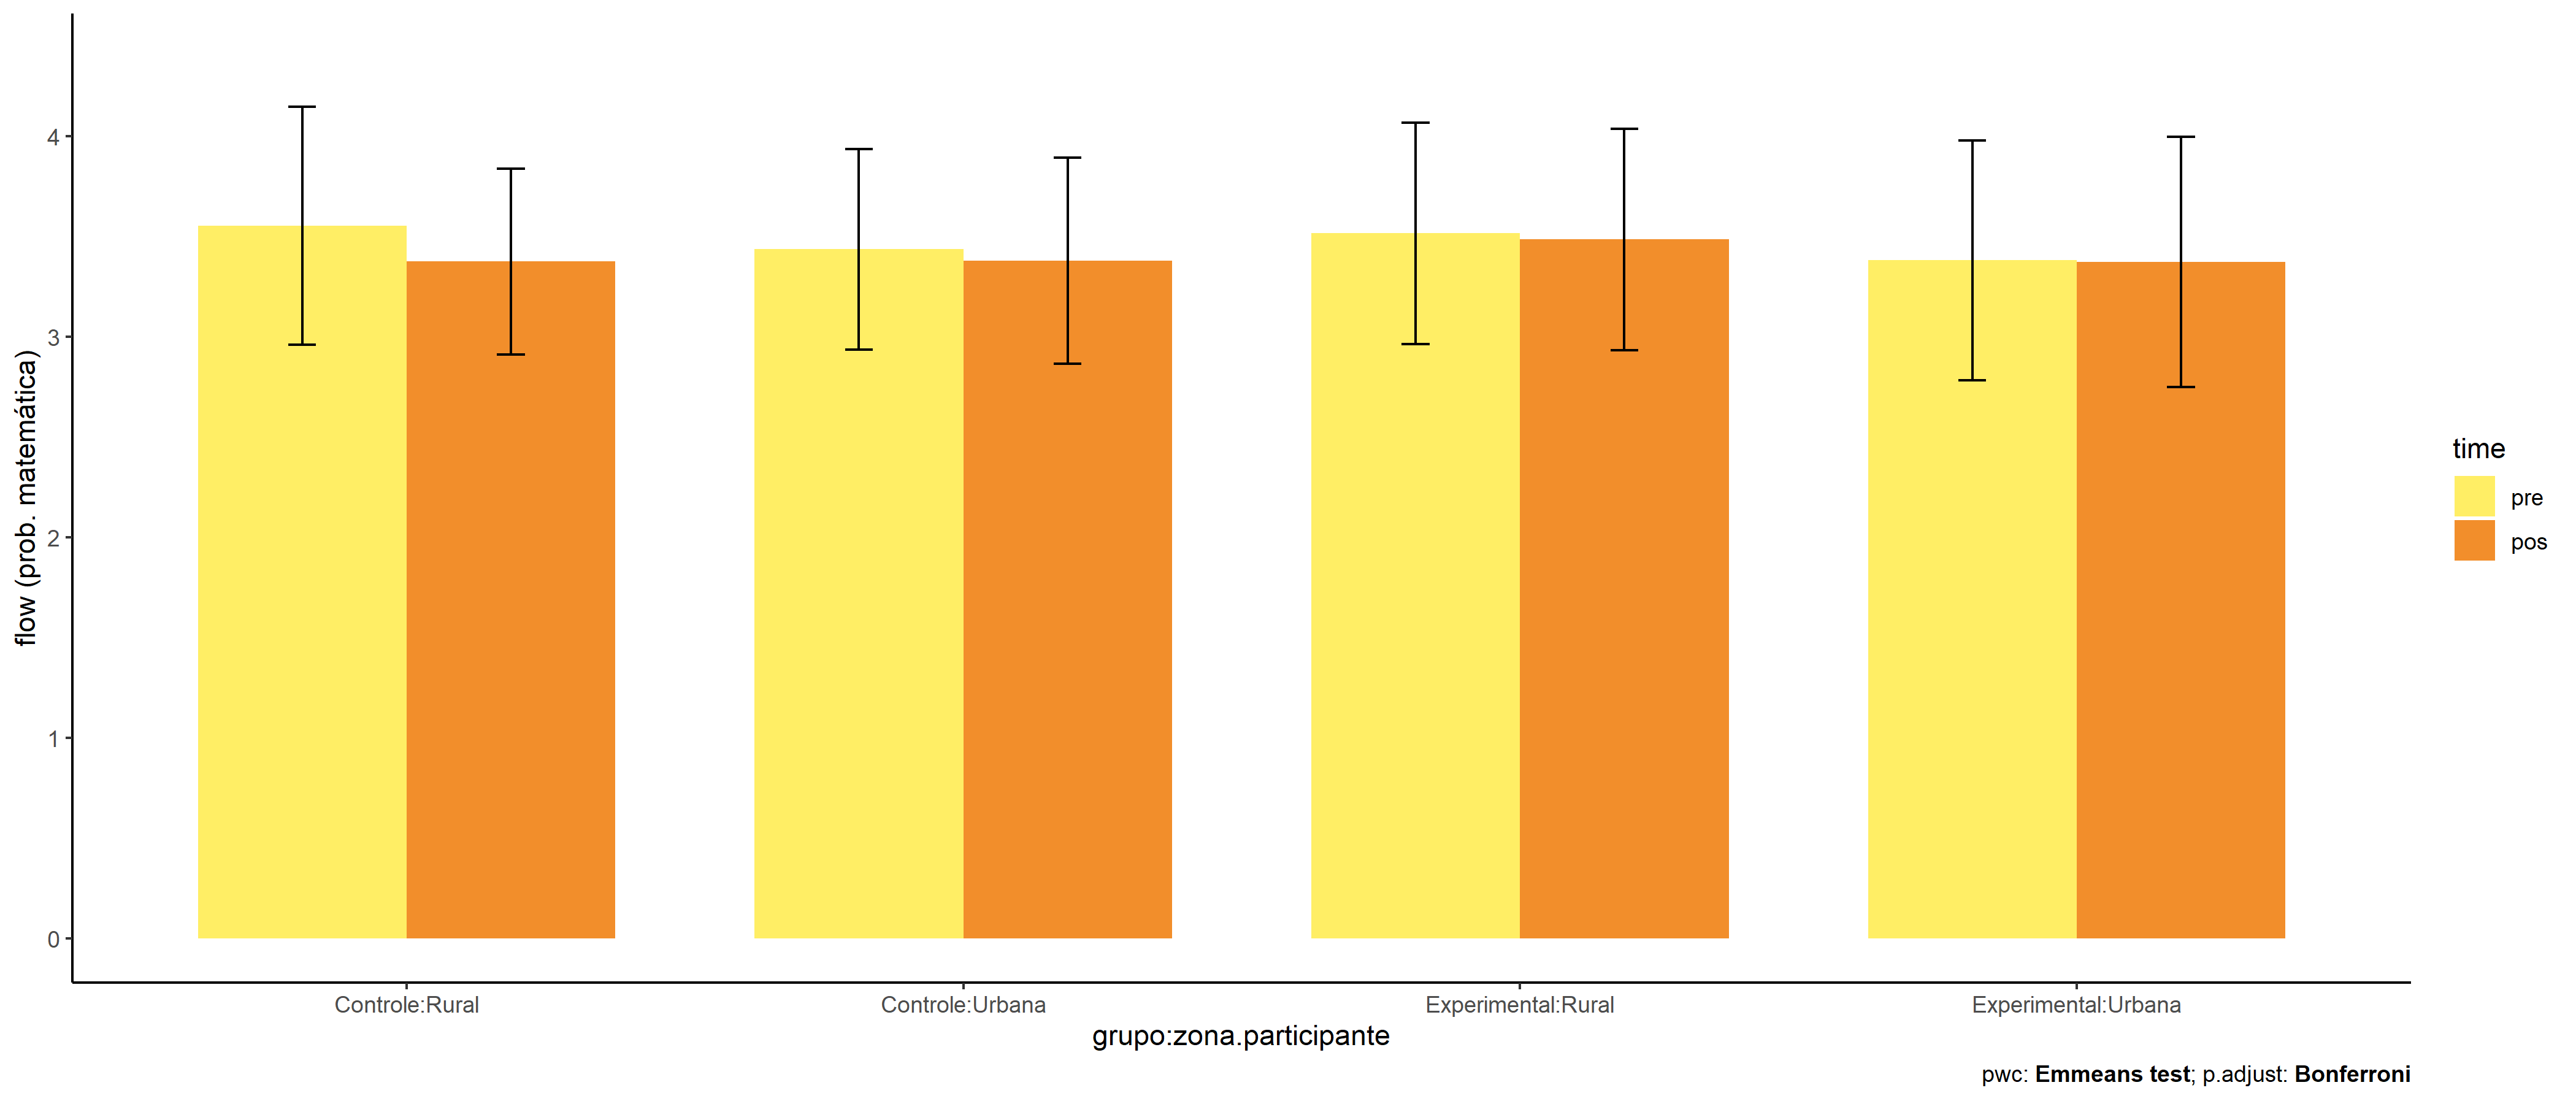 flow (prob. matemática)
4
3
2
1
0
Controle:Rural
Controle:Urbana
Experimental:Rural
Experimental:Urbana
grupo:zona.participante
time
pre
pos
pwc: Emmeans test; p.adjust: Bonferroni